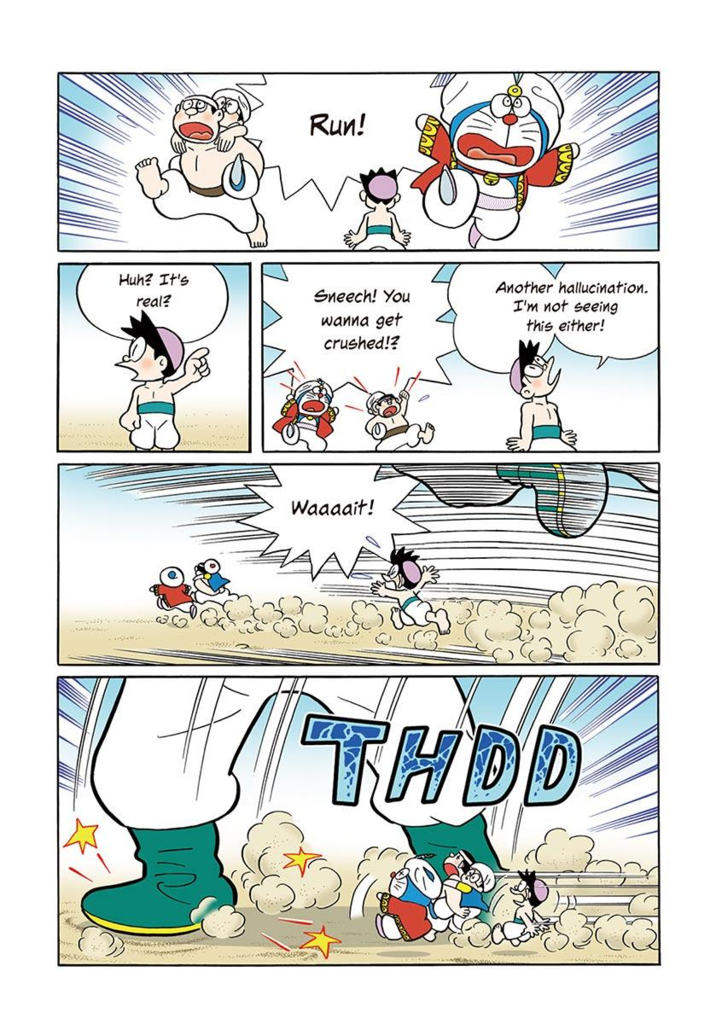 Run!
Huh? It's
real?
Sneech! You
wanna get
crushed!?
Another hallucination.
I'm not seeing
this either!
Waaaait!
THDD